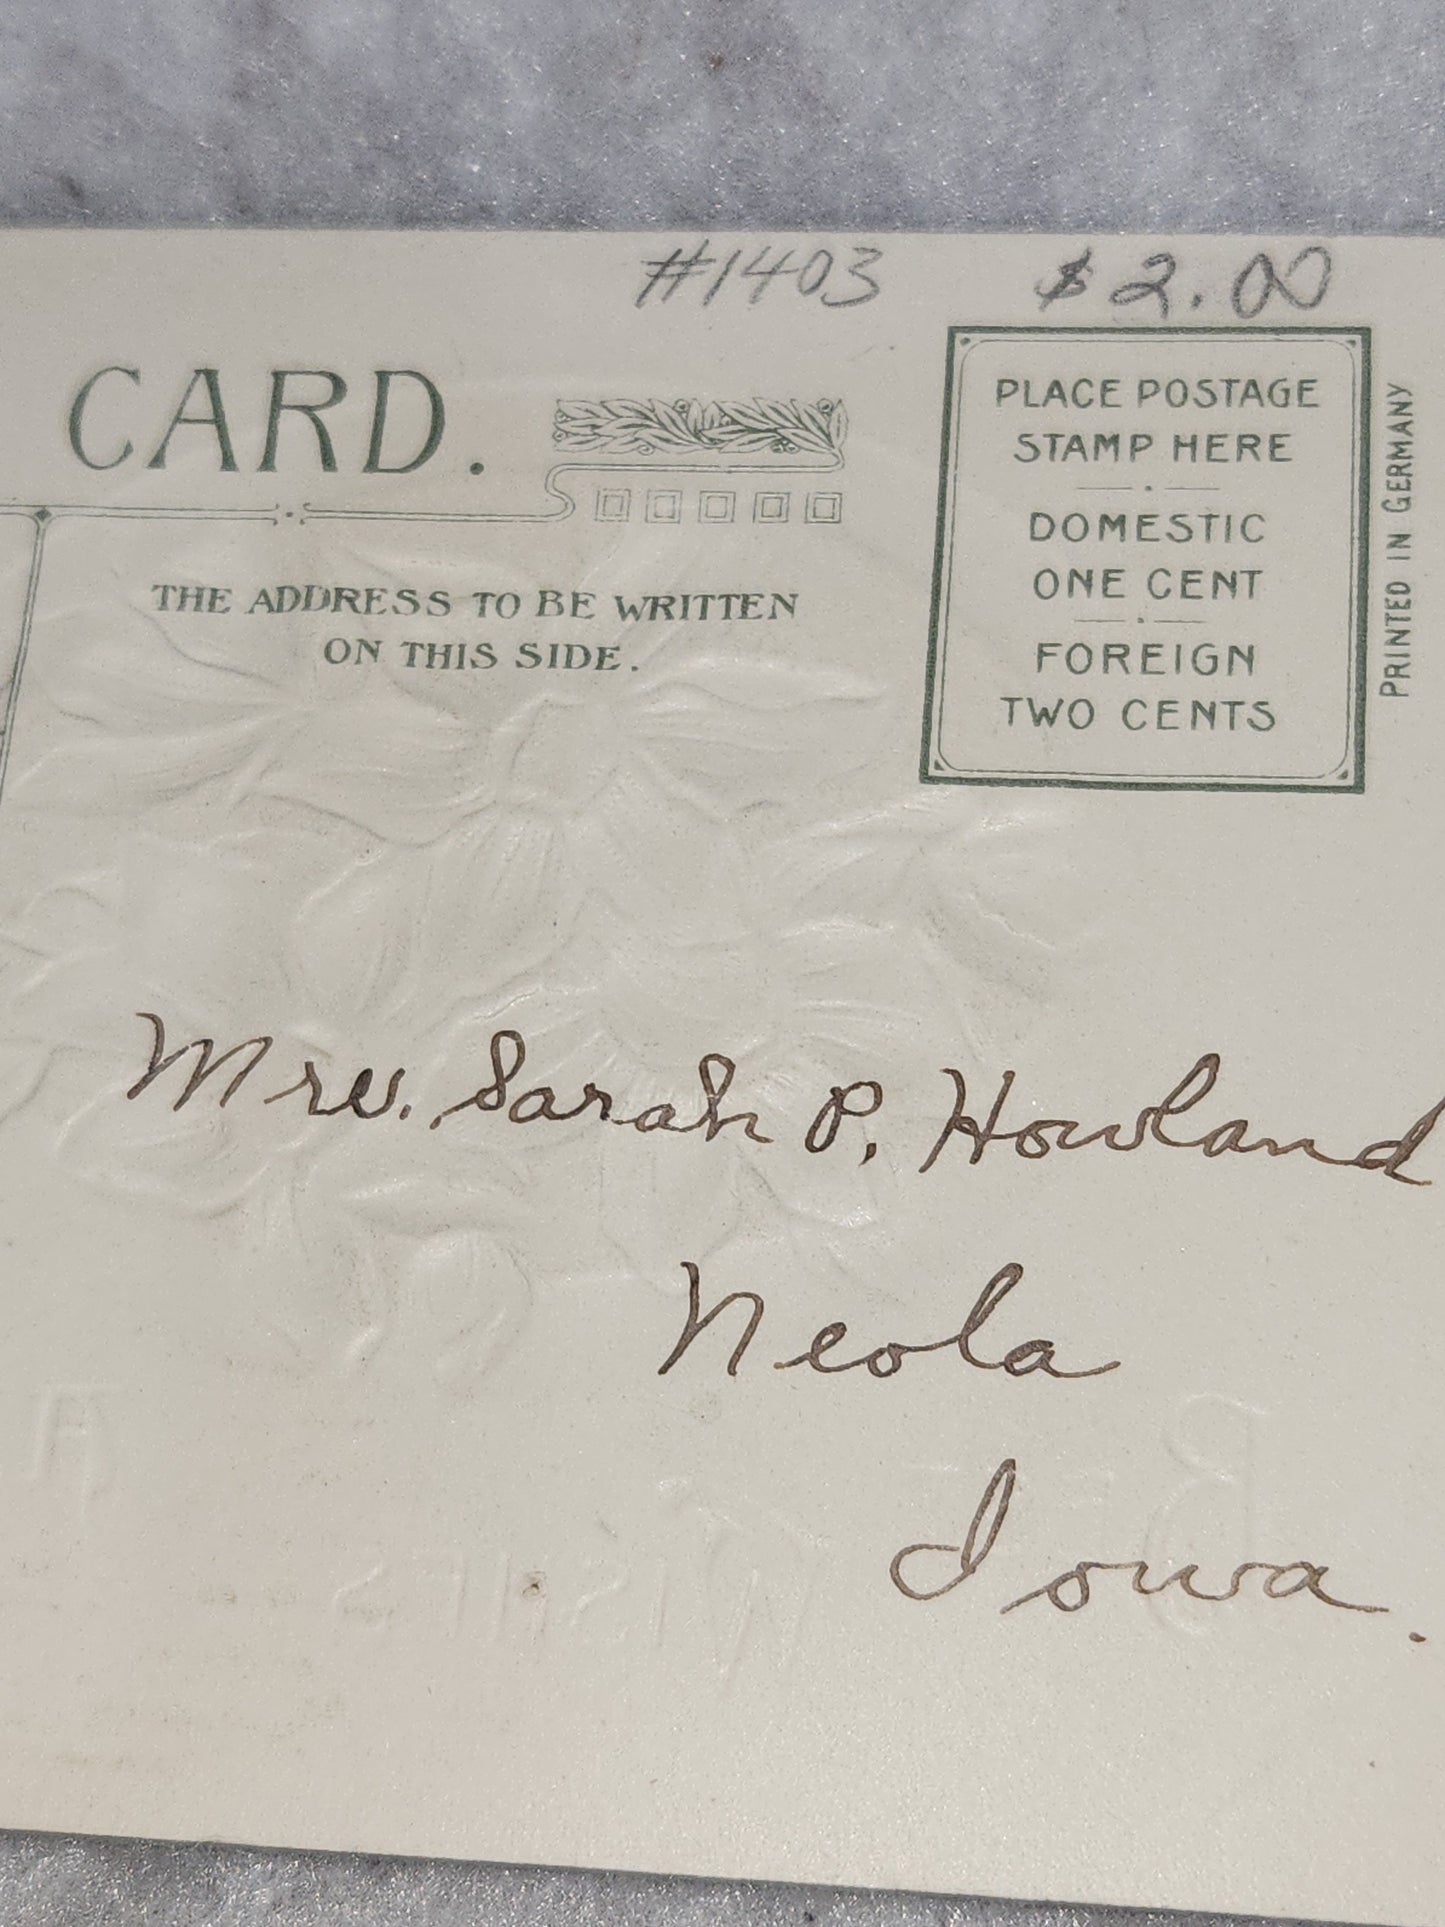 #1403 $2.00
CARD.
PLACE POSTAGE
STAMP HERE
DOMESTIC
ONE CENT
FOREIGN
TWO CENTS
PRINTED IN GERMANY
THE ADDRESS TO BE WRITTEN
ON THIS SIDE.
Mrs. Sarah P. Howland
Neola
Iowa.